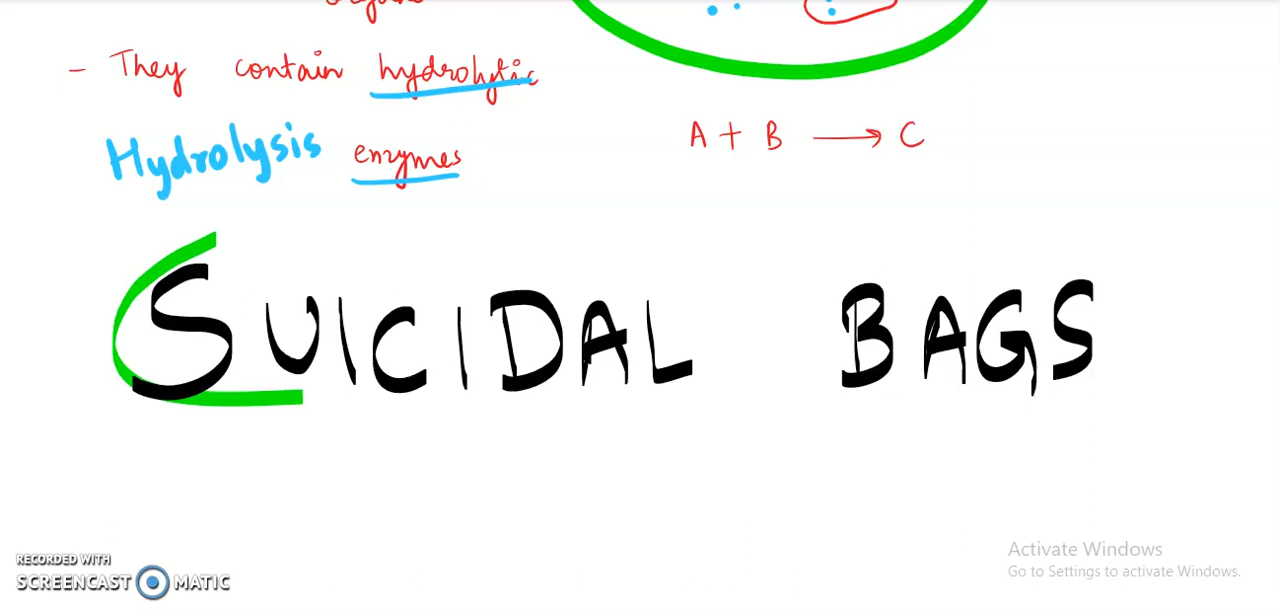 - They contain hydrolytic
Hydrolysis enzymes
A + B ⟶ C
SUICIDAL BAGS
RECORDED WITH
SCREENCAST MATIC
Activate Windows
Go to Settings to activate Windows.